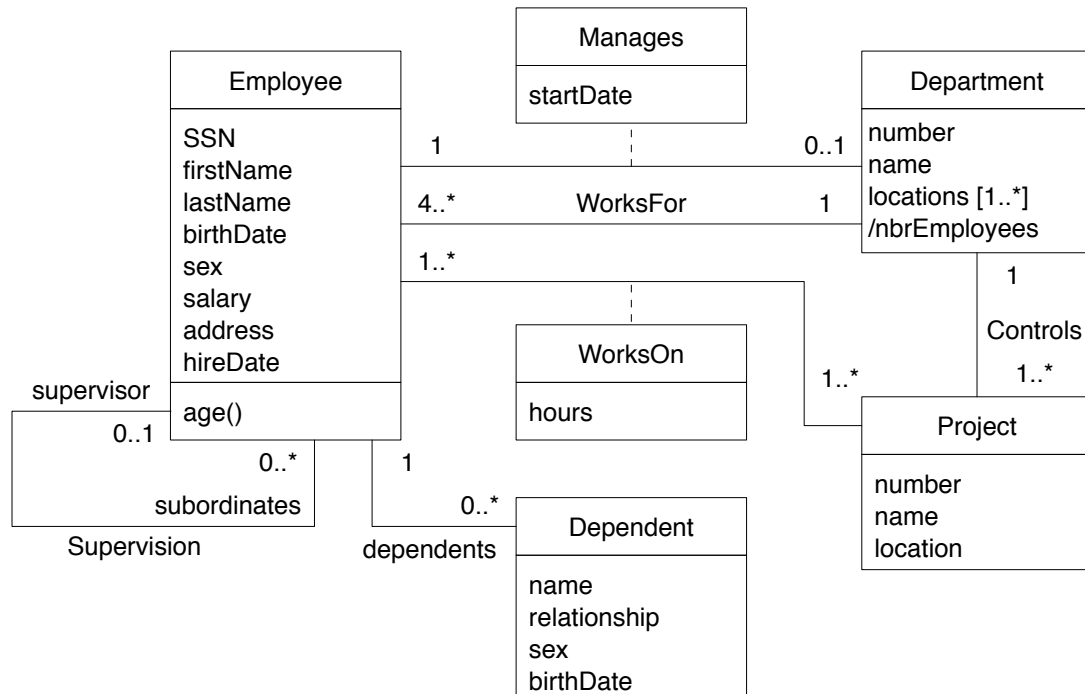 Manages
startDate
Employee
SSN
firstName
lastName
birthDate
sex
salary
address
hireDate
age()
Department
number
name
locations [1..*]
/nbrEmployees
1
0..1
4..*
WorksFor
1
1..*
1..*
WorksOn
hours
1
Controls
1..*
Project
number
name
location
supervisor
0..1
0..*
subordinates
Supervision
1
0..*
dependents
Dependent
name
relationship
sex
birthDate